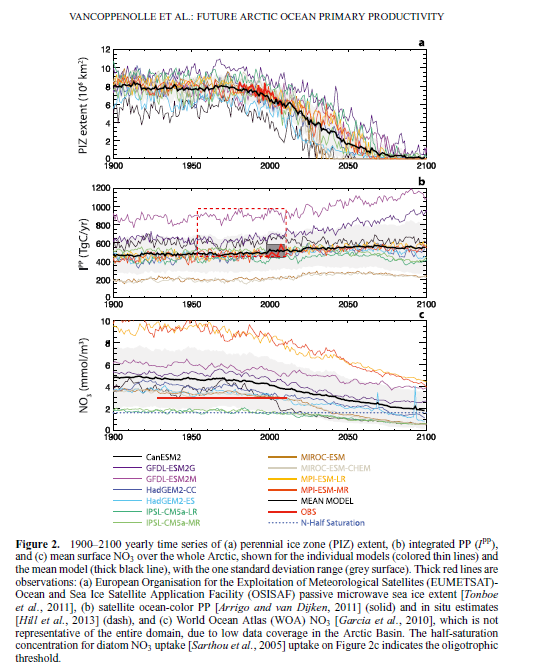 VANCOPPENOLLE ET AL.: FUTURE ARCTIC OCEAN PRIMARY PRODUCTIVITY
a
PIZ extent (10⁶ km²)
12
10
8
6
4
2
0
1900 1950 2000 2050 2100
b
Iᴾᴾ (TgC/yr)
1200
1000
800
600
400
200
0
1900 1950 2000 2050 2100
c
NO₃ (mmol/m³)
10
8
6
4
2
0
1900 1950 2000 2050 2100
CanESM2
GFDL-ESM2G
GFDL-ESM2M
HadGEM2-CC
HadGEM2-ES
IPSL-CM5a-LR
IPSL-CM5a-MR
MIROC-ESM
MIROC-ESM-CHEM
MPI-ESM-LR
MPI-ESM-MR
MEAN MODEL
OBS
N-Half Saturation
Figure 2. 1900–2100 yearly time series of (a) perennial ice zone (PIZ) extent, (b) integrated PP (Iᴾᴾ),
and (c) mean surface NO₃ over the whole Arctic, shown for the individual models (colored thin lines) and
the mean model (thick black line), with the one standard deviation range (grey surface). Thick red lines are
observations: (a) European Organisation for the Exploitation of Meteorological Satellites (EUMETSAT)-
Ocean and Sea Ice Satellite Application Facility (OSISAF) passive microwave sea ice extent [Tonboe
et al., 2011], (b) satellite ocean-color PP [Arrigo and van Dijken, 2011] (solid) and in situ estimates
[Hill et al., 2013] (dash), and (c) World Ocean Atlas (WOA) NO₃ [Garcia et al., 2010], which is not
representative of the entire domain, due to low data coverage in the Arctic Basin. The half-saturation
concentration for diatom NO₃ uptake [Sarthou et al., 2005] uptake on Figure 2c indicates the oligotrophic
threshold.